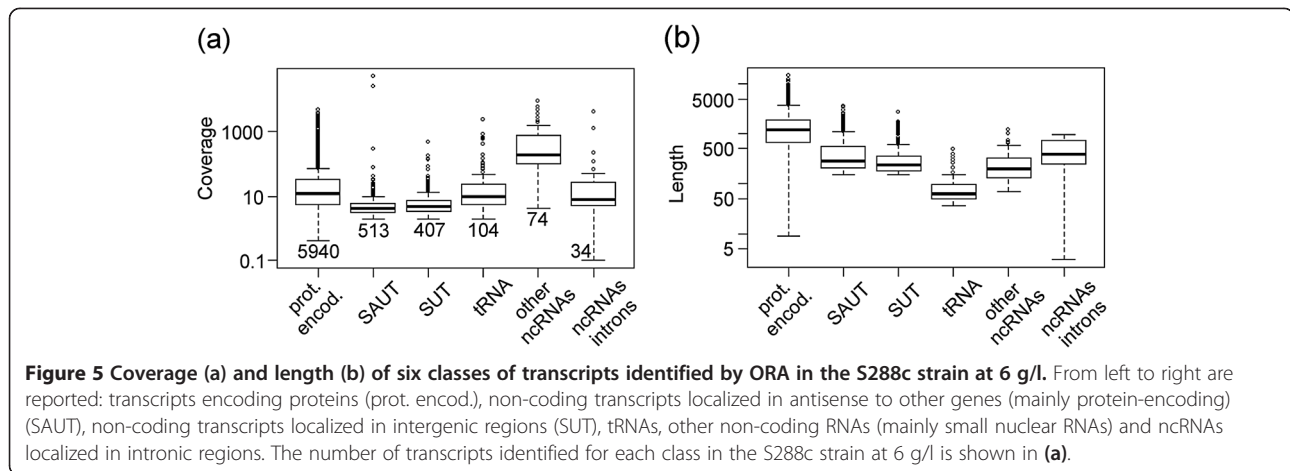 (a)
Coverage
1000
10
0.1
5940
513
407
104
74
34
prot.
encod.
SAUT
SUT
tRNA
other
ncRNAs
ncRNAs
introns
(b)
Length
5000
500
50
5
prot.
encod.
SAUT
SUT
tRNA
other
ncRNAs
ncRNAs
introns
Figure 5 Coverage (a) and length (b) of six classes of transcripts identified by ORA in the S288c strain at 6 g/l. From left to right are
reported: transcripts encoding proteins (prot. encod.), non-coding transcripts localized in antisense to other genes (mainly protein-encoding)
(SAUT), non-coding transcripts localized in intergenic regions (SUT), tRNAs, other non-coding RNAs (mainly small nuclear RNAs) and ncRNAs
localized in intronic regions. The number of transcripts identified for each class in the S288c strain at 6 g/l is shown in (a).